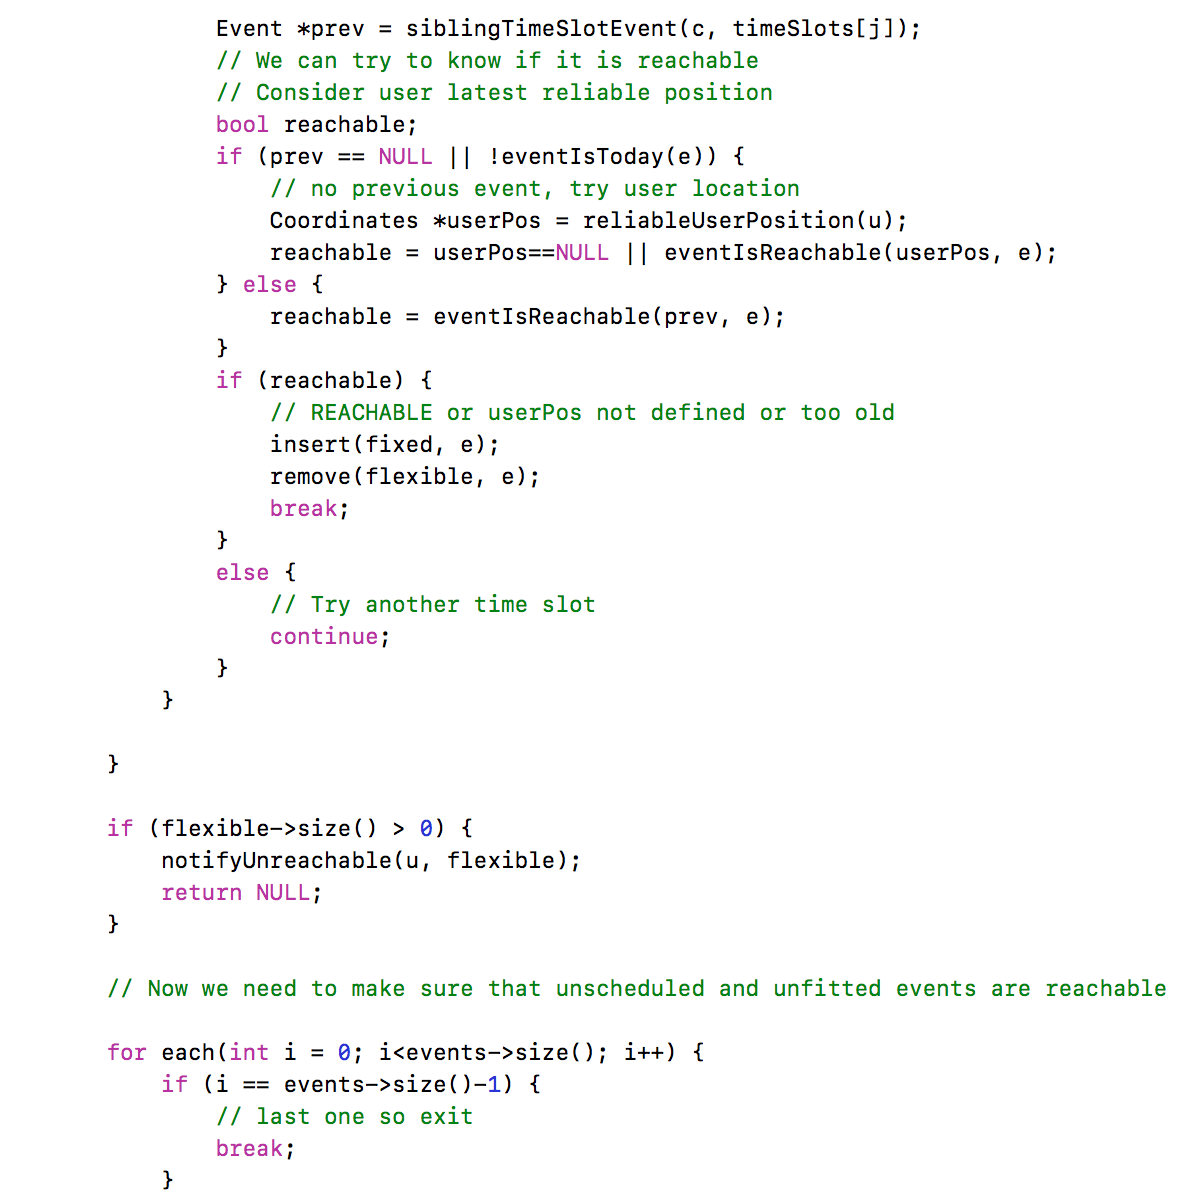 Event *prev = siblingTimeSlotEvent(c, timeSlots[j]);
// We can try to know if it is reachable
// Consider user latest reliable position
bool reachable;
if (prev == NULL || !eventIsToday(e)) {
// no previous event, try user location
Coordinates *userPos = reliableUserPosition(u);
reachable = userPos==NULL || eventIsReachable(userPos, e);
} else {
reachable = eventIsReachable(prev, e);
}
if (reachable) {
// REACHABLE or userPos not defined or too old
insert(fixed, e);
remove(flexible, e);
break;
}
else {
// Try another time slot
continue;
}
}
}
if (flexible->size() > 0) {
notifyUnreachable(u, flexible);
return NULL;
}
// Now we need to make sure that unscheduled and unfitted events are reachable
for each(int i = 0; i<events->size(); i++) {
if (i == events->size()-1) {
// last one so exit
break;
}